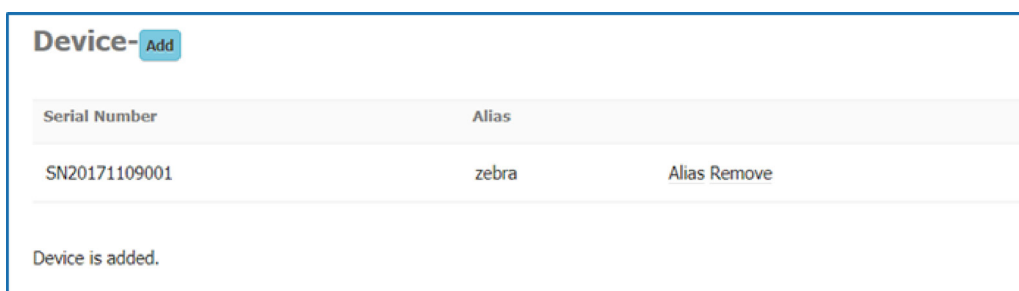 Device- Add
Serial Number Alias
SN20171109001 zebra Alias Remove
Device is added.